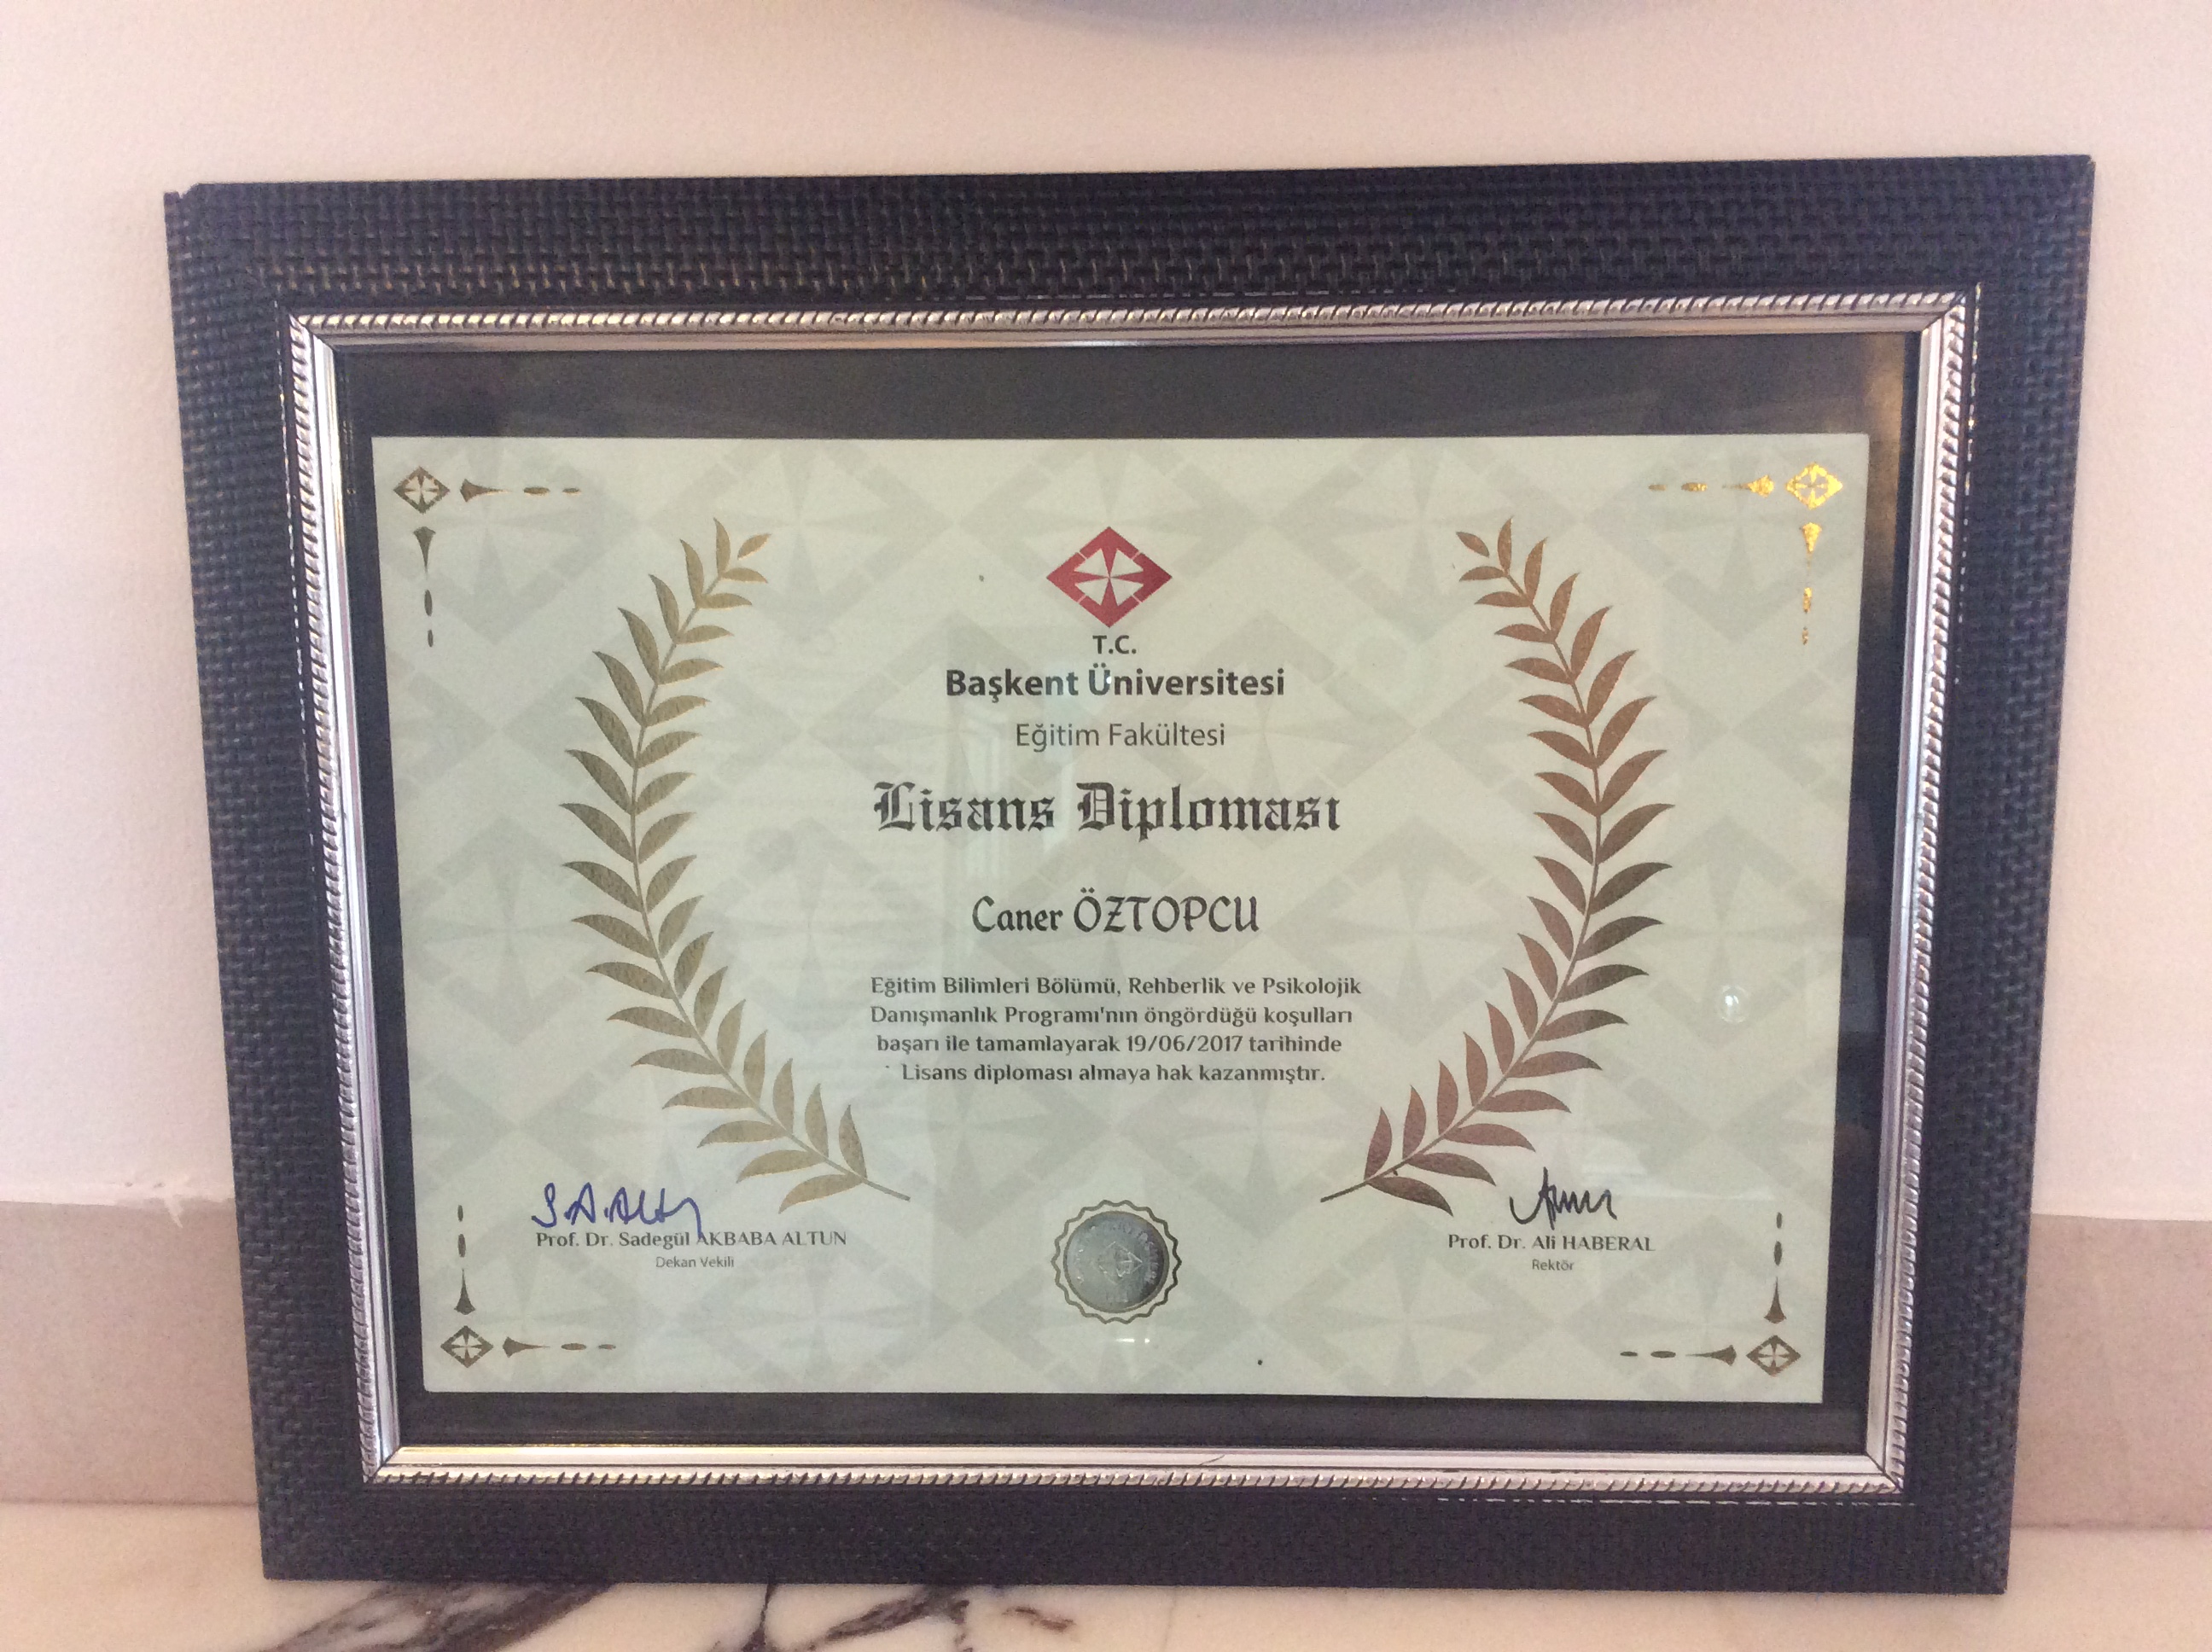 T.C.
Başkent Üniversitesi
Eğitim Fakültesi
Lisans Diploması
Caner ÖZTOPCU
Eğitim Bilimleri Bölümü, Rehberlik ve Psikolojik
Danışmanlık Programı'nın öngördüğü koşulları
başarı ile tamamlayarak 19/06/2017 tarihinde
Lisans diploması almaya hak kazanmıştır.
Prof. Dr. Sadegül AKBABA ALTUN
Dekan Vekili
Prof. Dr. Ali HABERAL
Rektör